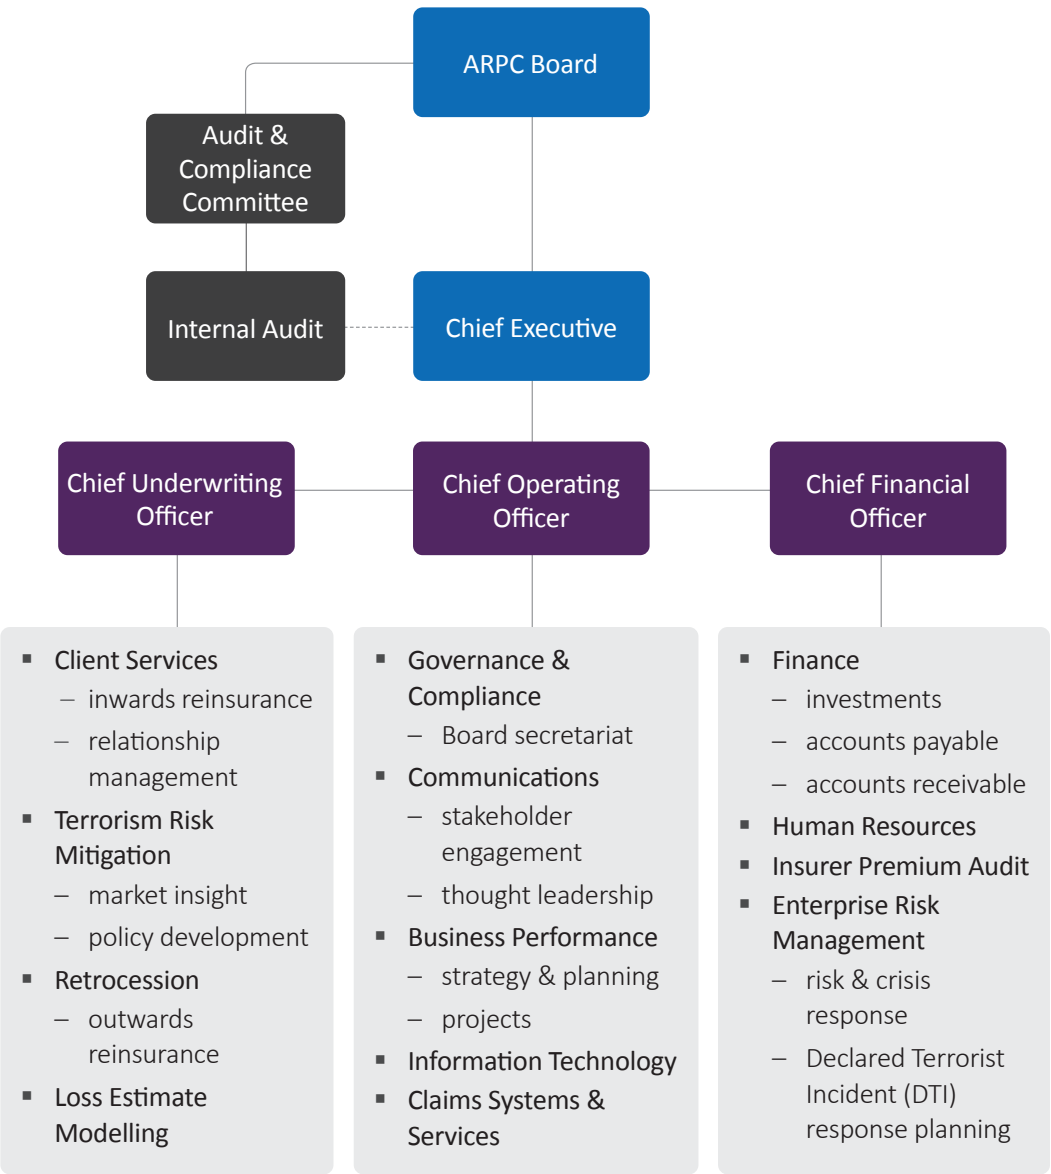 ARPC Board
Audit &
Compliance
Committee
Internal Audit
Chief Executive
Chief Underwriting
Officer
Chief Operating
Officer
Chief Financial
Officer
▪ Client Services
– inwards reinsurance
– relationship
management
▪ Terrorism Risk
Mitigation
– market insight
– policy development
▪ Retrocession
– outwards
reinsurance
▪ Loss Estimate
Modelling
▪ Governance &
Compliance
– Board secretariat
▪ Communications
– stakeholder
engagement
– thought leadership
▪ Business Performance
– strategy & planning
– projects
▪ Information Technology
▪ Claims Systems &
Services
▪ Finance
– investments
– accounts payable
– accounts receivable
▪ Human Resources
▪ Insurer Premium Audit
▪ Enterprise Risk
Management
– risk & crisis
response
– Declared Terrorist
Incident (DTI)
response planning